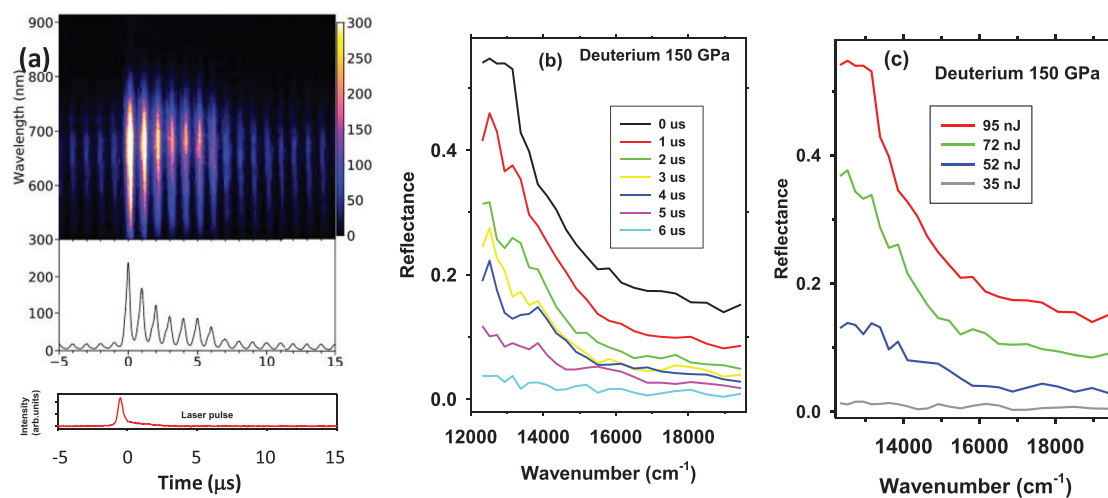 (a)
900
800
700
600
300
Wavelength (nm)
300
250
200
150
100
50
0
200
100
0
-5
0
5
10
15
Intensity
(arb.units)
Laser pulse
-5
0
5
10
15
Time (μs)
(b)
Deuterium 150 GPa
0 us
1 us
2 us
3 us
4 us
5 us
6 us
Reflectance
0.4
0.2
0.0
12000
14000
16000
18000
Wavenumber (cm⁻¹)
(c)
Deuterium 150 GPa
95 nJ
72 nJ
52 nJ
35 nJ
Reflectance
0.4
0.2
0.0
14000
16000
18000
Wavenumber (cm⁻¹)